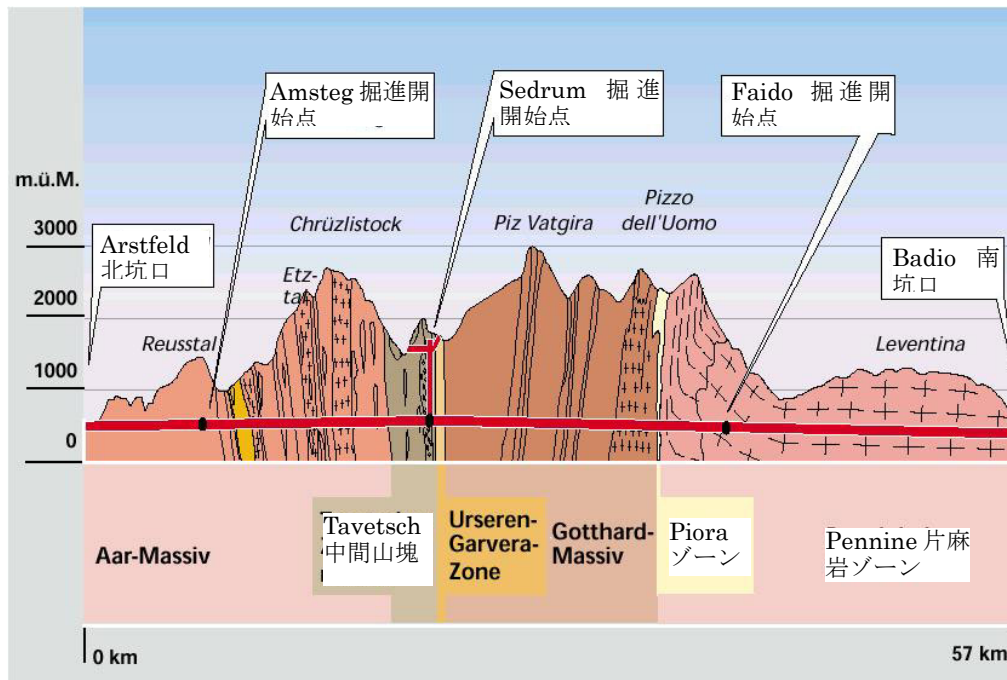 Amsteg 掘進開
始点
Sedrum 掘 進
開始点
Faido 掘 進 開
始点
m.ü.M.
3000
2000
1000
0
Arstfeld
北坑口
Chrüzlistock
Piz Vatgira
Pizzo
dell'Uomo
Badio 南
坑口
Etz-
Reusstal
Leventina
Aar-Massiv
Tavetsch
中間山塊
Urseren-
Garvera-
Zone
Gotthard-
Massiv
Piora
ゾーン
Pennine 片麻
岩ゾーン
0 km
57 km